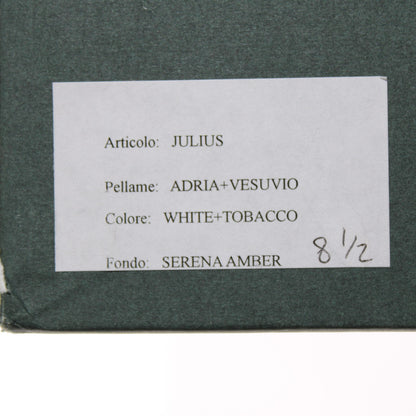 Articolo: JULIUS
Pellame: ADRIA+VESUVIO
Colore: WHITE+TOBACCO
Fondo: SERENA AMBER
8 1/2